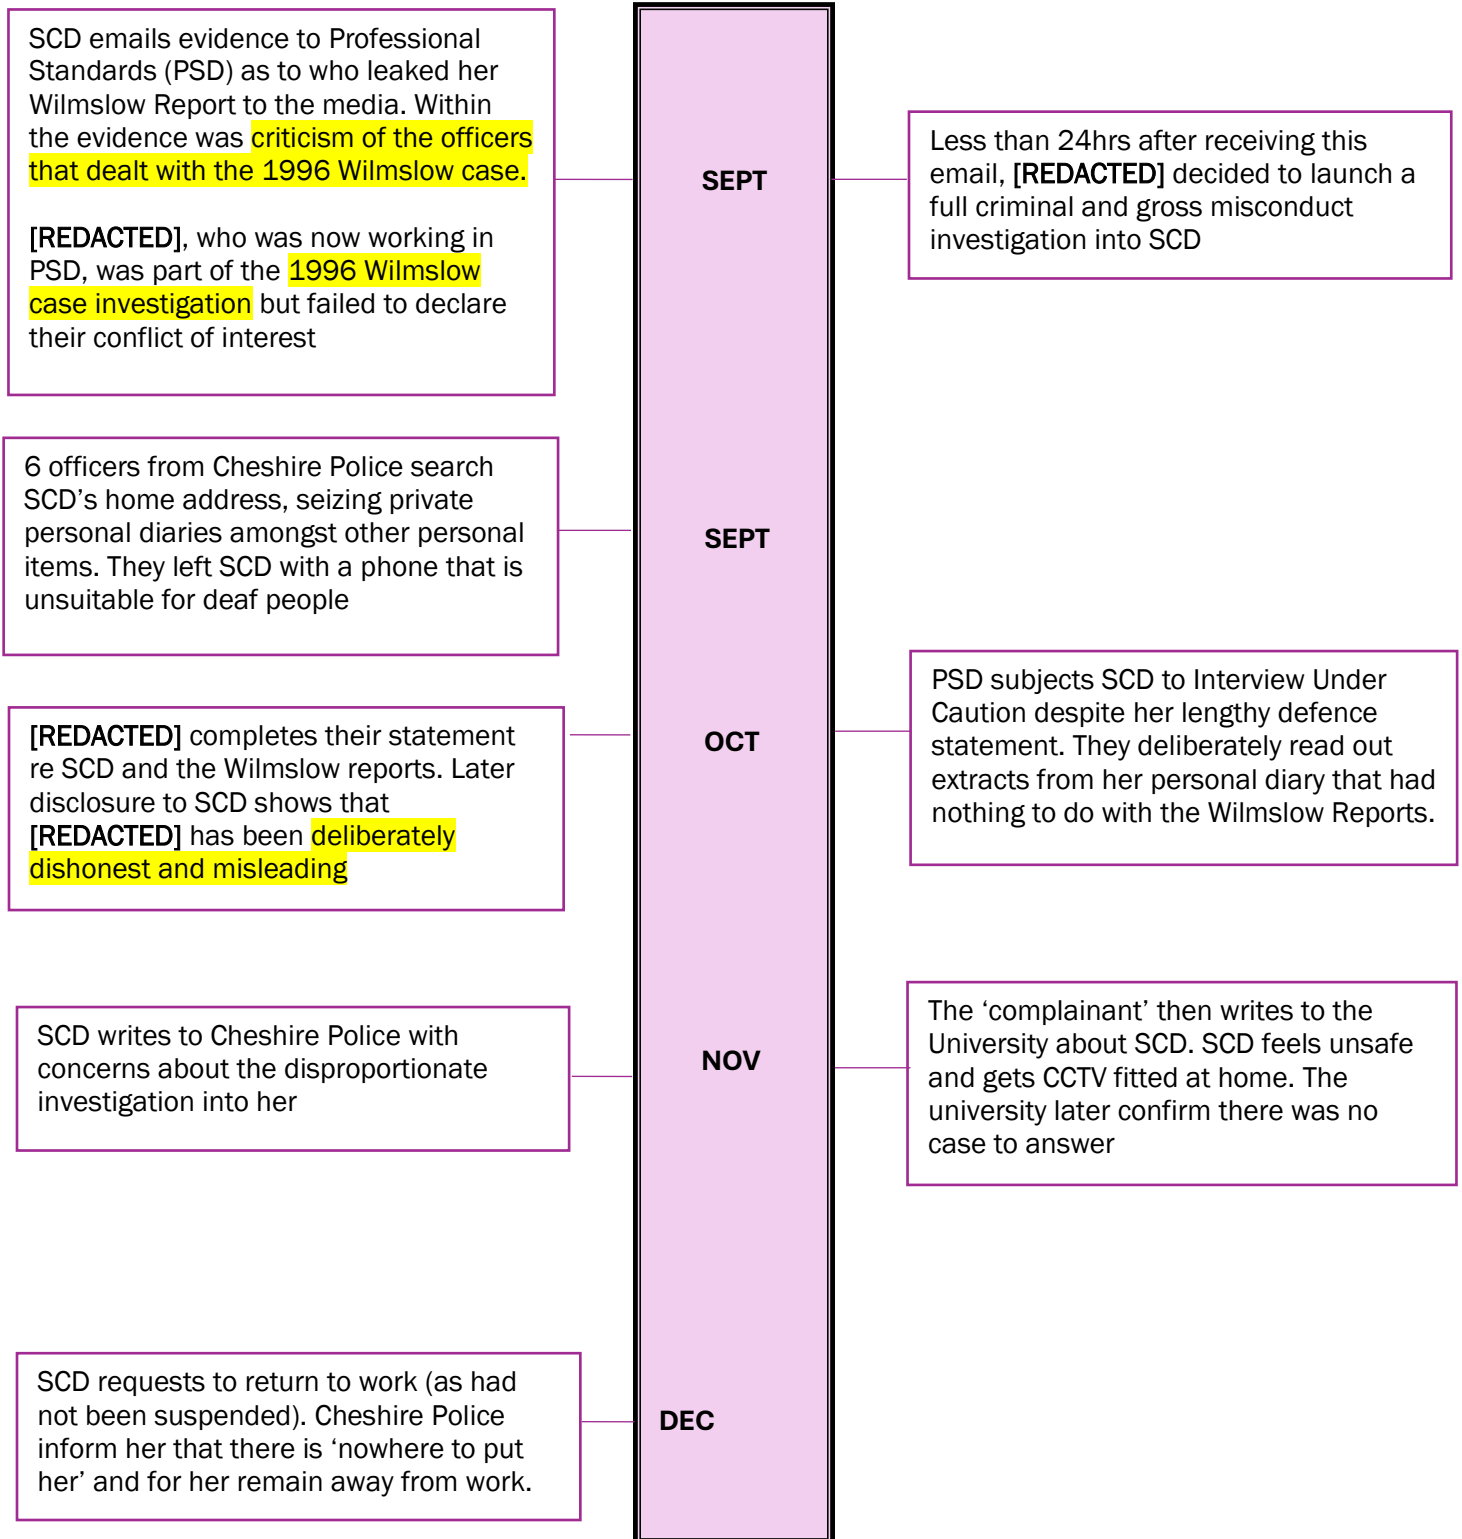 SCD emails evidence to Professional
Standards (PSD) as to who leaked her
Wilmslow Report to the media. Within
the evidence was criticism of the officers
that dealt with the 1996 Wilmslow case.
[REDACTED], who was now working in
PSD, was part of the 1996 Wilmslow
case investigation but failed to declare
their conflict of interest
SEPT
Less than 24hrs after receiving this
email, [REDACTED] decided to launch a
full criminal and gross misconduct
investigation into SCD
6 officers from Cheshire Police search
SCD’s home address, seizing private
personal diaries amongst other personal
items. They left SCD with a phone that is
unsuitable for deaf people
SEPT
[REDACTED] completes their statement
re SCD and the Wilmslow reports. Later
disclosure to SCD shows that
[REDACTED] has been deliberately
dishonest and misleading
OCT
PSD subjects SCD to Interview Under
Caution despite her lengthy defence
statement. They deliberately read out
extracts from her personal diary that had
nothing to do with the Wilmslow Reports.
SCD writes to Cheshire Police with
concerns about the disproportionate
investigation into her
NOV
The ‘complainant’ then writes to the
University about SCD. SCD feels unsafe
and gets CCTV fitted at home. The
university later confirm there was no
case to answer
SCD requests to return to work (as had
not been suspended). Cheshire Police
inform her that there is ‘nowhere to put
her’ and for her remain away from work.
DEC